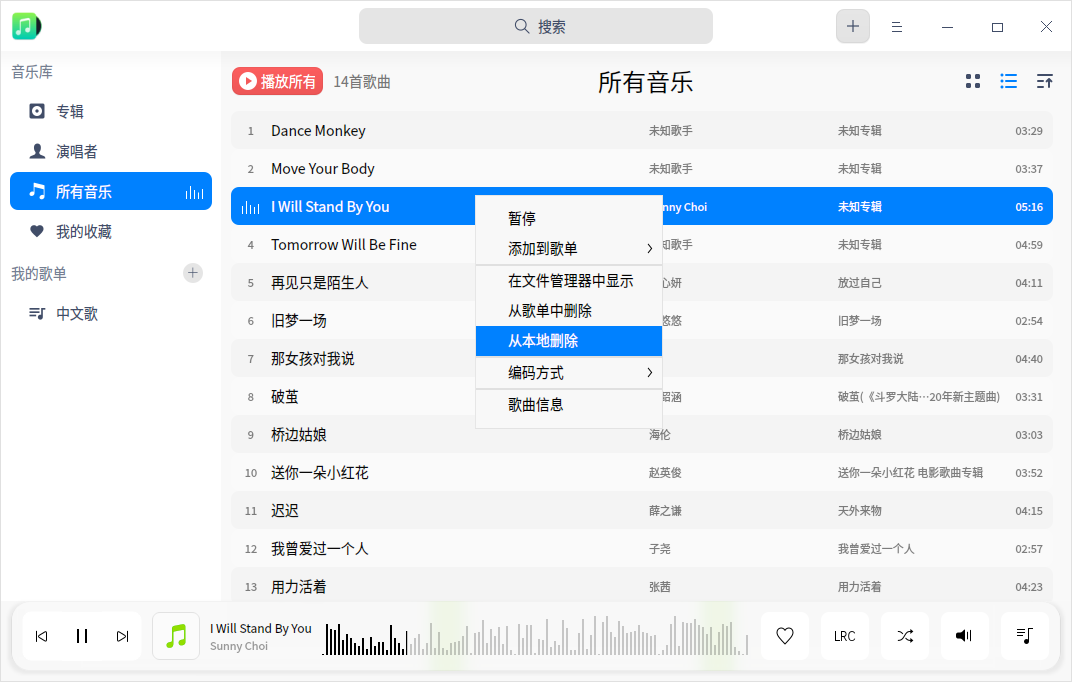 搜索
音乐库
专辑
演唱者
所有音乐
我的收藏
我的歌单
中文歌
播放所有 14首歌曲 所有音乐
1 Dance Monkey 未知歌手 未知专辑 03:29
2 Move Your Body 未知歌手 未知专辑 03:37
I Will Stand By You nny Choi 未知专辑 05:16
4 Tomorrow Will Be Fine 知歌手 未知专辑 04:59
5 再见只是陌生人 心妍 放过自己 04:11
6 旧梦一场 悠悠 旧梦一场 02:54
7 那女孩对我说 那女孩对我说 04:40
8 破茧 韶涵 破茧(《斗罗大陆…20年新主题曲) 03:31
9 桥边姑娘 海伦 桥边姑娘 03:03
10 送你一朵小红花 赵英俊 送你一朵小红花 电影歌曲专辑 03:52
11 迟迟 薛之谦 天外来物 04:15
12 我曾爱过一个人 子尧 我曾爱过一个人 02:57
13 用力活着 张茜 用力活着 04:23
暂停
添加到歌单
在文件管理器中显示
从歌单中删除
从本地删除
编码方式
歌曲信息
I Will Stand By You
Sunny Choi
LRC